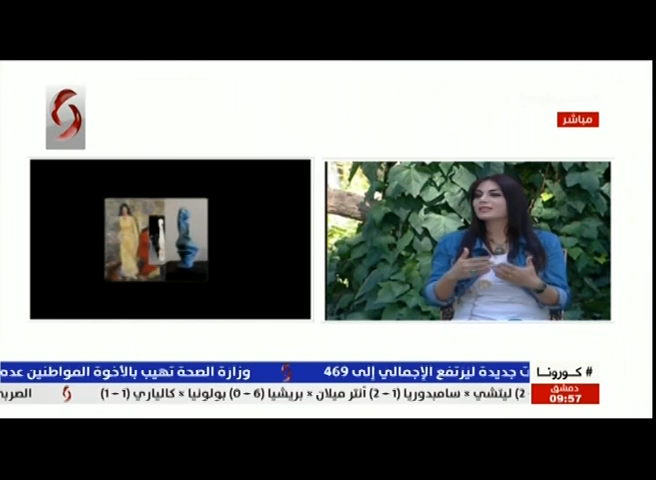 مباشر
# كورونا
ت جديدة ليرتفع الإجمالي إلى 469 وزارة الصحة تهيب بالأخوة المواطنين عدم
دمشق
09:57
2) ليتشي × سامبدوريا (1 – 2) أنتر ميلان × بريشيا (6 – 0) بولونيا × كالياري (1 – 1) الصرب